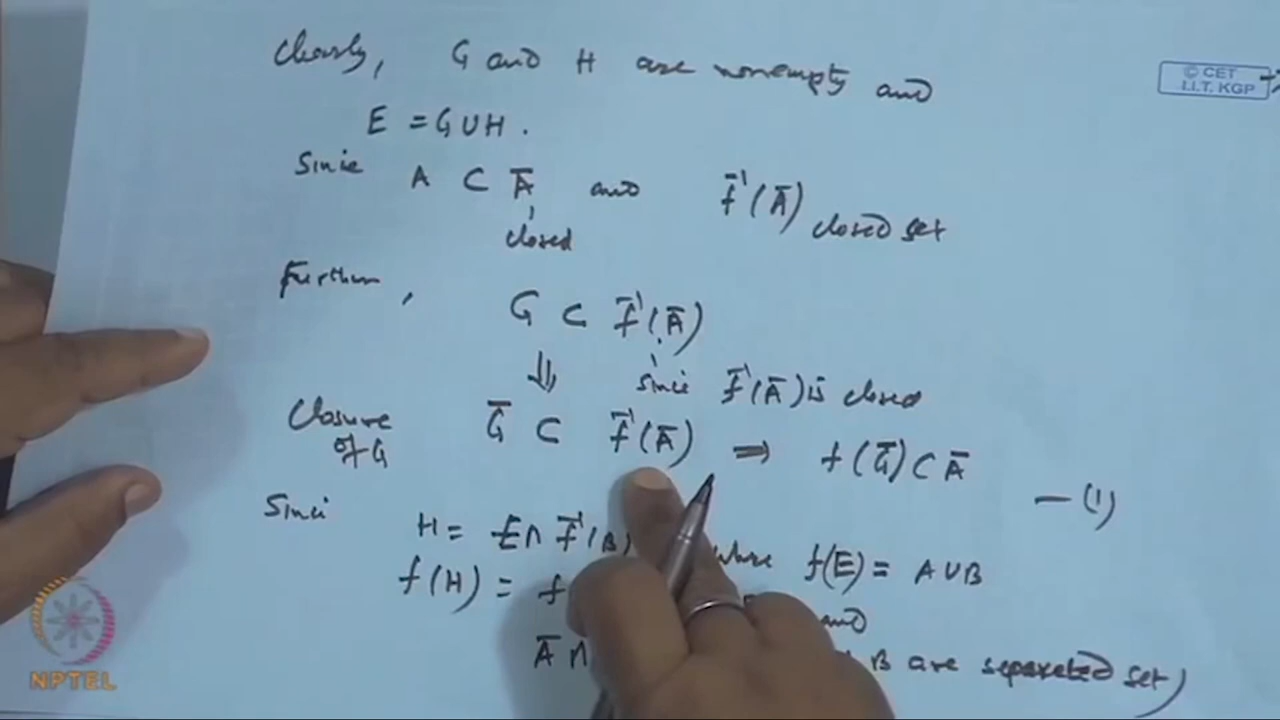 Clearly, G and H are nonempty and
© CET
I.I.T. KGP
E = G ∪ H.
Since A ⊂ Ā and f⁻¹(Ā) closed set
closed
Further, G ⊂ f⁻¹(Ā)
⇓ since f⁻¹(Ā) is closed
Closure of G Ḡ ⊂ f⁻¹(Ā) ⇒ f(Ḡ) ⊂ Ā — (1)
Since H = E ∩ f⁻¹(B) where f(E) = A ∪ B
f(H) = f and
Ā ∩ B are separated set)
NPTEL